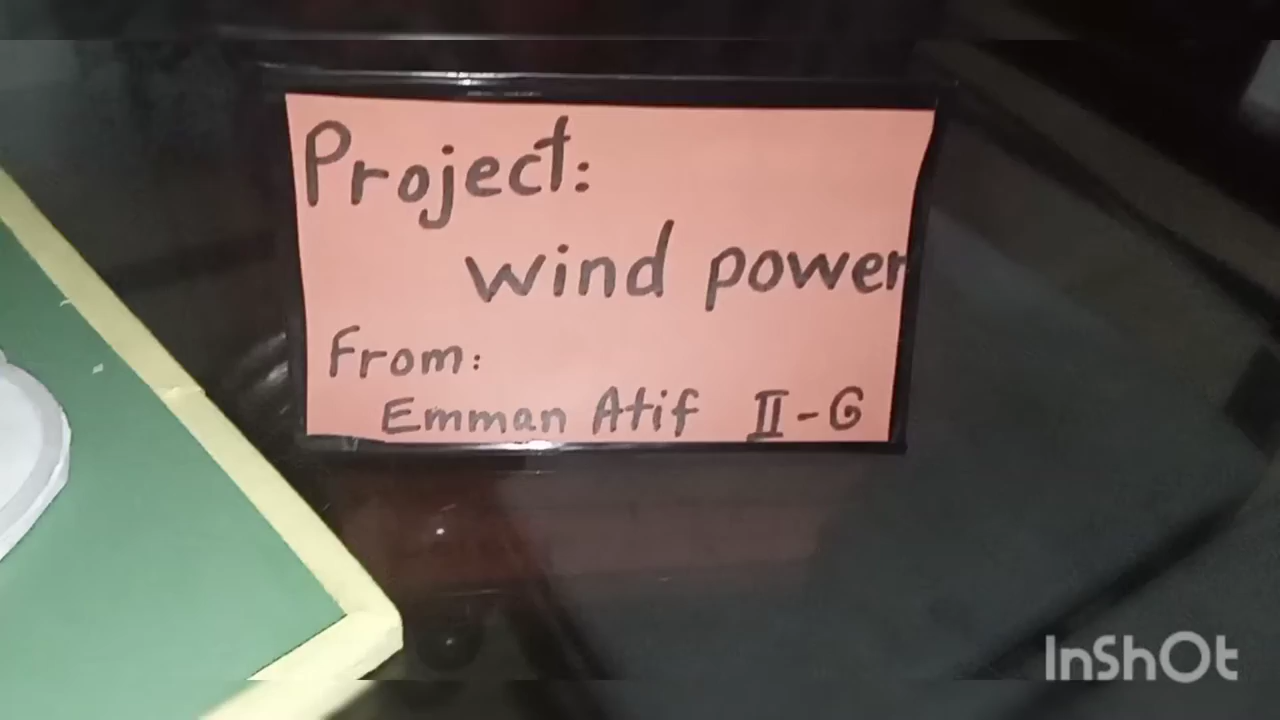 Project:
wind power
From:
Emman Atif II-G
InShOt